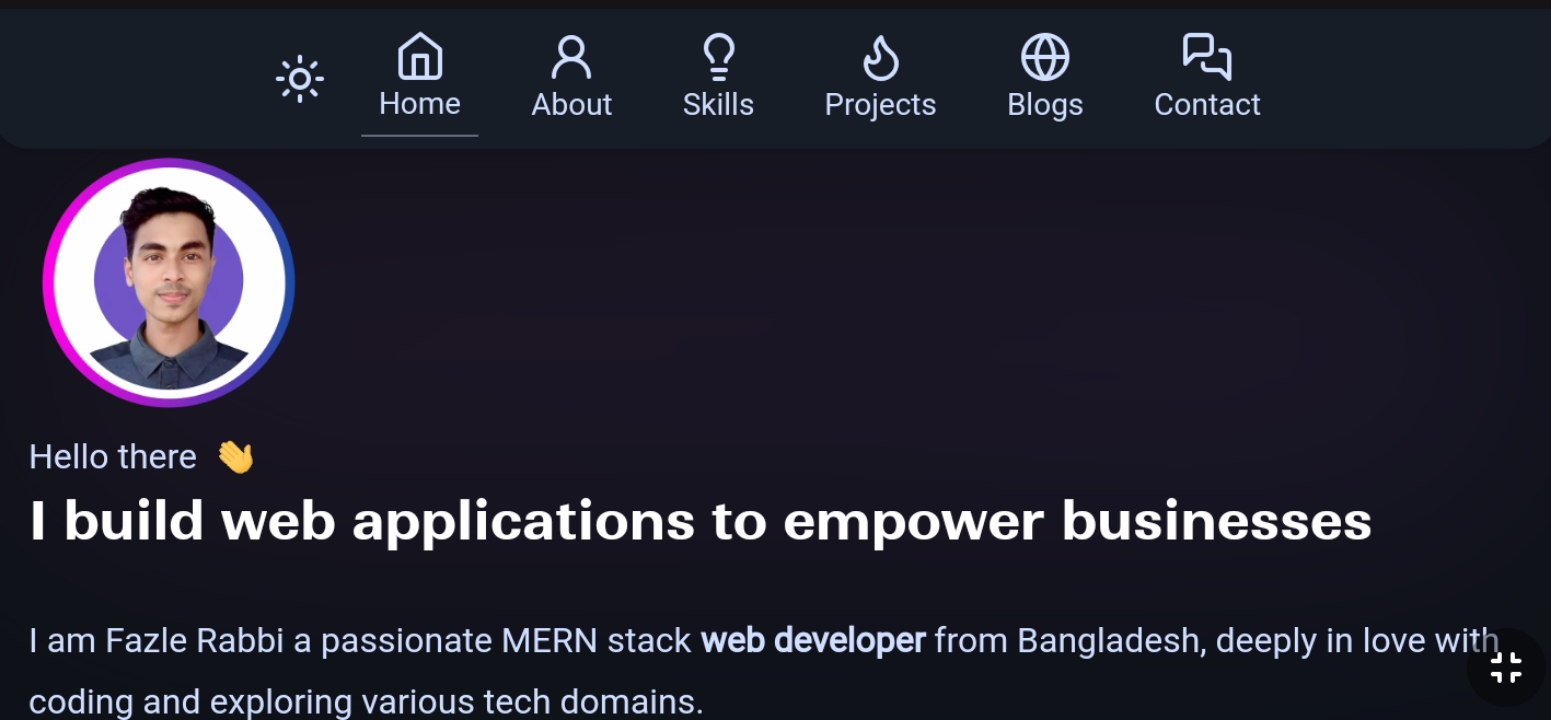 Home About Skills Projects Blogs Contact
Hello there 👋
I build web applications to empower businesses
I am Fazle Rabbi a passionate MERN stack web developer from Bangladesh, deeply in love with
coding and exploring various tech domains.